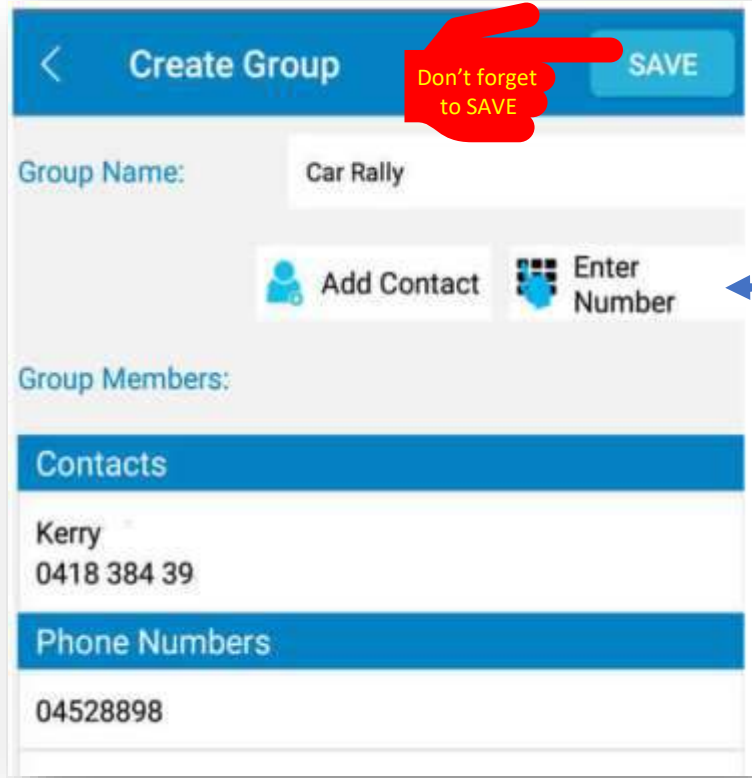 Create Group
Don't forget
to SAVE
SAVE
Group Name:
Car Rally
Add Contact
Enter
Number
Group Members:
Contacts
Kerry
0418 384 39
Phone Numbers
04528898